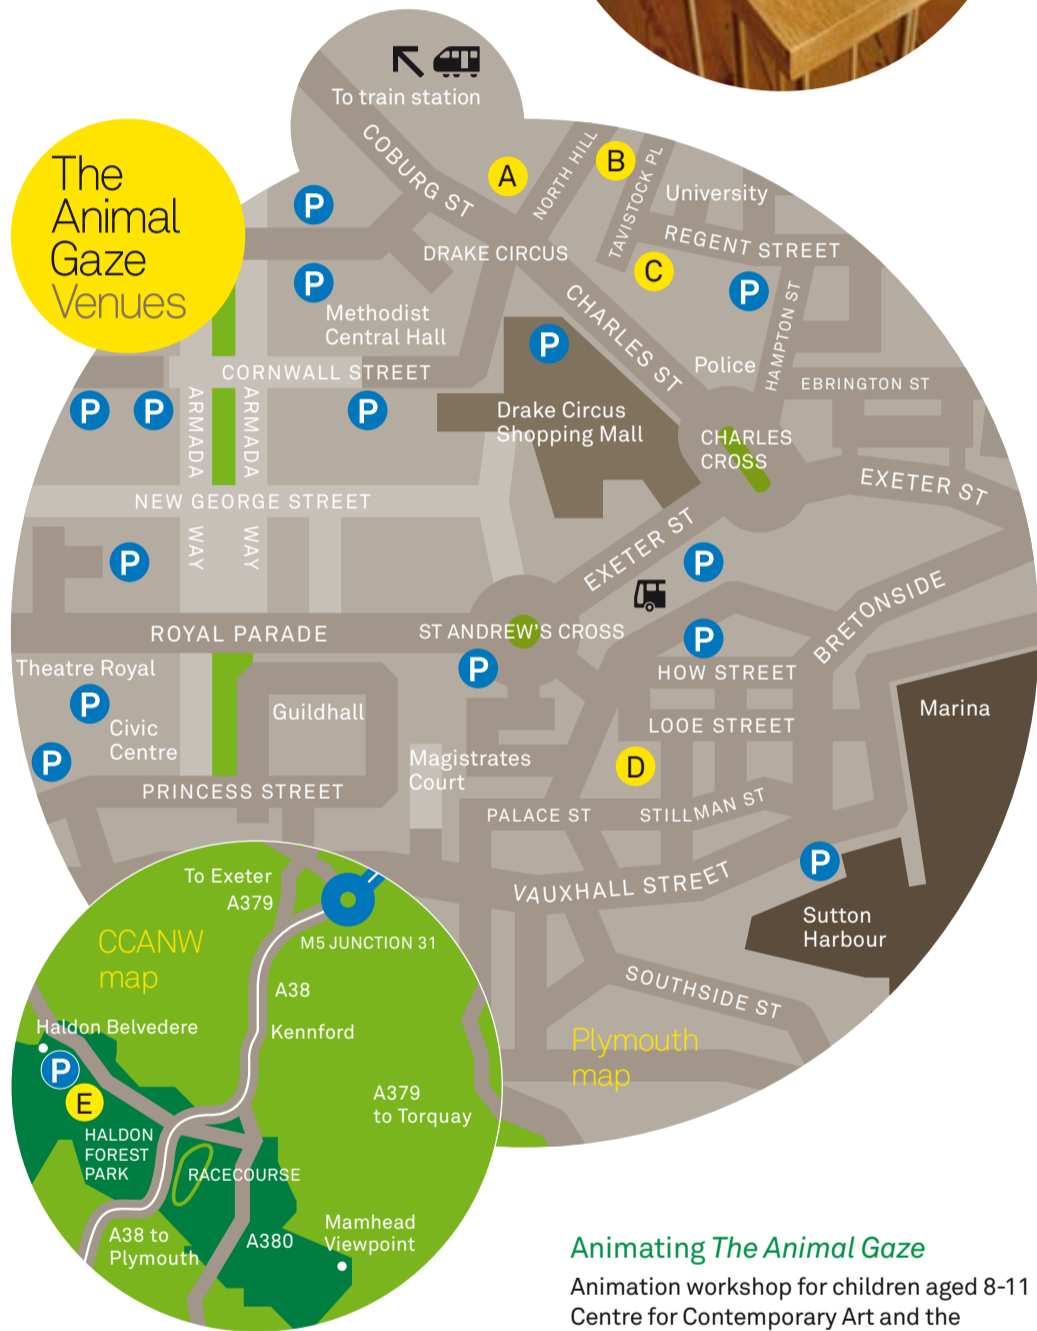 To train station
The
Animal
Gaze
Venues
COBURG ST
A
NORTH HILL
B
TAVISTOCK PL
University
P
DRAKE CIRCUS
REGENT STREET
C
P
P
Methodist
Central Hall
CHARLES ST
P
HAMPTON ST
Police
CORNWALL STREET
EBRINGTON ST
P
P
ARMADA
ARMADA
P
Drake Circus
Shopping Mall
CHARLES
CROSS
EXETER ST
NEW GEORGE STREET
WAY
WAY
P
EXETER ST
P
BRETONSIDE
ROYAL PARADE
ST ANDREW'S CROSS
P
Theatre Royal
P
HOW STREET
P
Civic
Centre
Guildhall
LOOE STREET
Marina
P
Magistrates
Court
D
PRINCESS STREET
PALACE ST
STILLMAN ST
P
VAUXHALL STREET
Sutton
Harbour
SOUTHSIDE ST
Plymouth
map
To Exeter
A379
CCANW
map
M5 JUNCTION 31
A38
Haldon Belvedere
Kennford
P
E
A379
to Torquay
HALDON
FOREST
PARK
RACECOURSE
A38 to
Plymouth
A380
Mamhead
Viewpoint
Animating The Animal Gaze
Animation workshop for children aged 8-11
Centre for Contemporary Art and the